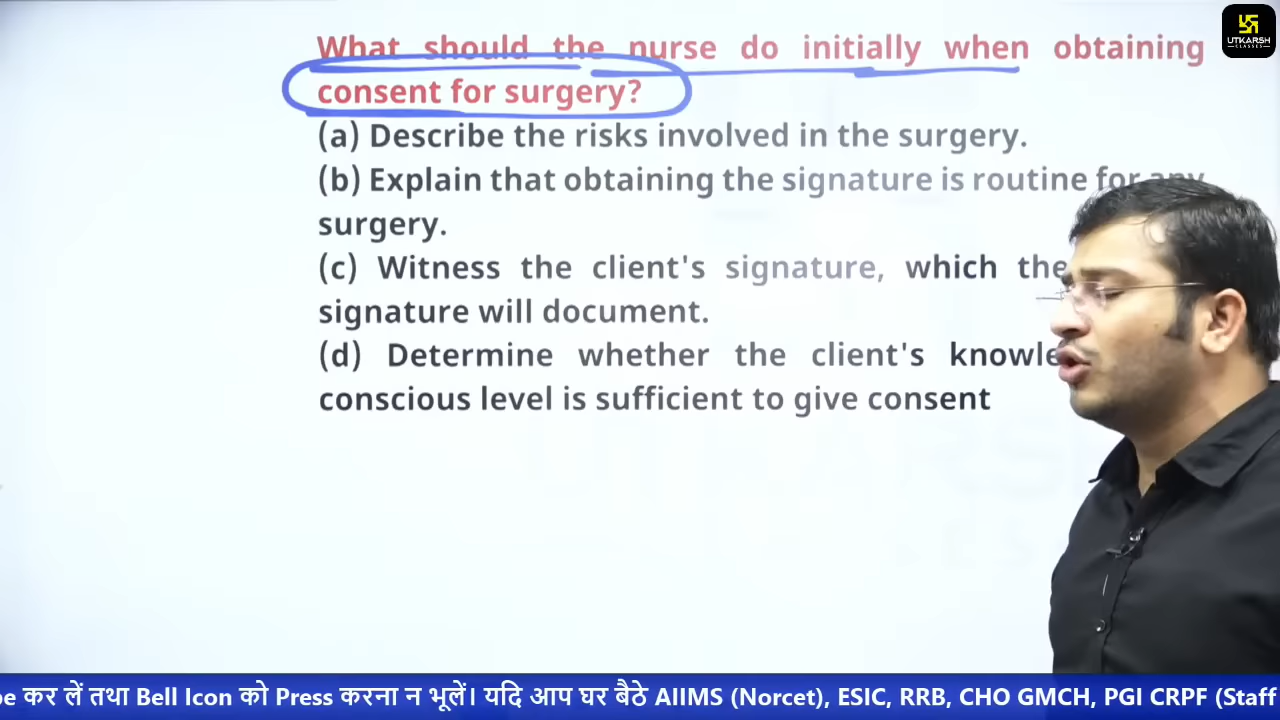 UTKARSH
CLASSES
What should the nurse do initially when obtaining
consent for surgery?
(a) Describe the risks involved in the surgery.
(b) Explain that obtaining the signature is routine for any
surgery.
(c) Witness the client's signature, which the
signature will document.
(d) Determine whether the client's
conscious level is sufficient to give consent
कर लें तथा Bell Icon को Press करना न भूलें। यदि आप घर बैठे AIIMS (Norcet), ESIC, RRB, CHO GMCH, PGI CRPF (Staff